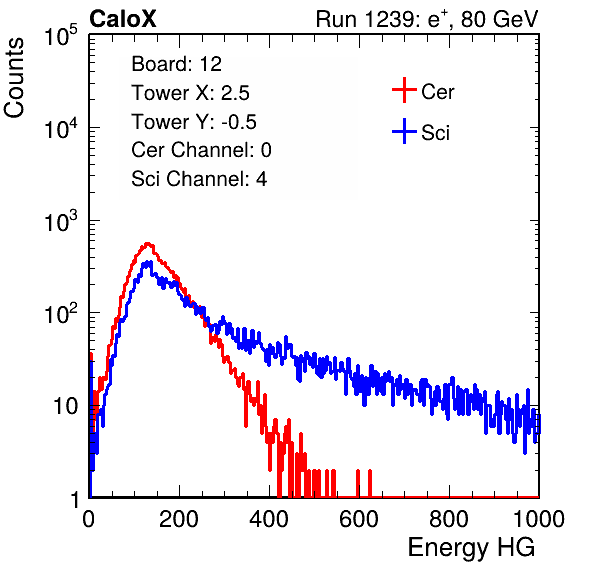 CaloX Run 1239: e+, 80 GeV
Counts
10^5
10^4
10^3
10^2
10
1
Board: 12
Tower X: 2.5
Tower Y: -0.5
Cer Channel: 0
Sci Channel: 4
Cer
Sci
0 200 400 600 800 1000
Energy HG